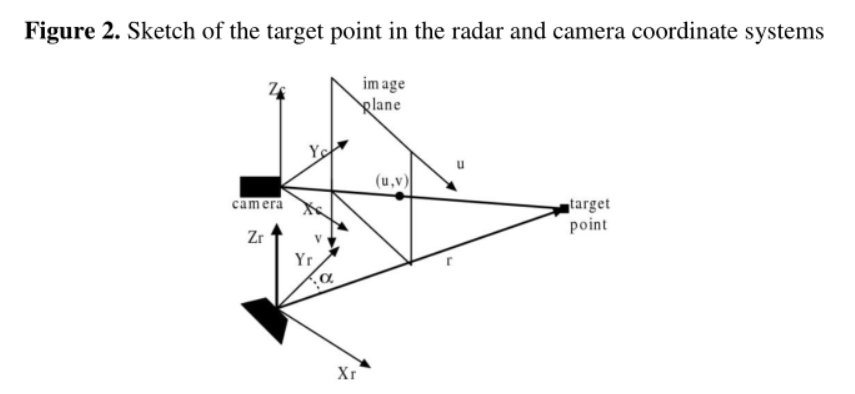 Figure 2. Sketch of the target point in the radar and camera coordinate systems
Zc
image
plane
Yc
u
(u,v)
camera
Xc
target
point
Zr
v
Yr
r
α
Xr